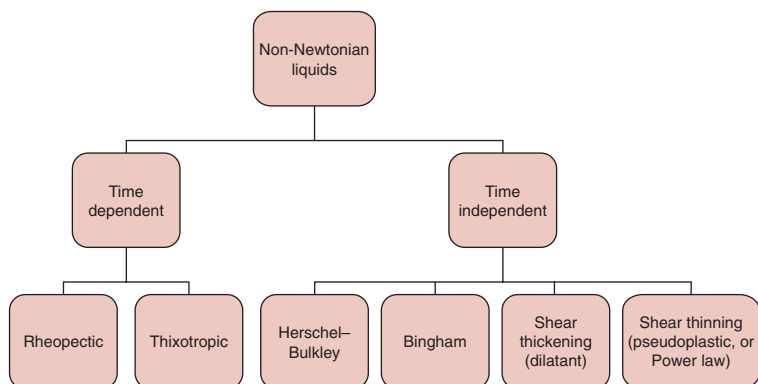 Non-Newtonian
liquids
Time
dependent
Time
independent
Rheopectic
Thixotropic
Herschel–
Bulkley
Bingham
Shear
thickening
(dilatant)
Shear thinning
(pseudoplastic, or
Power law)